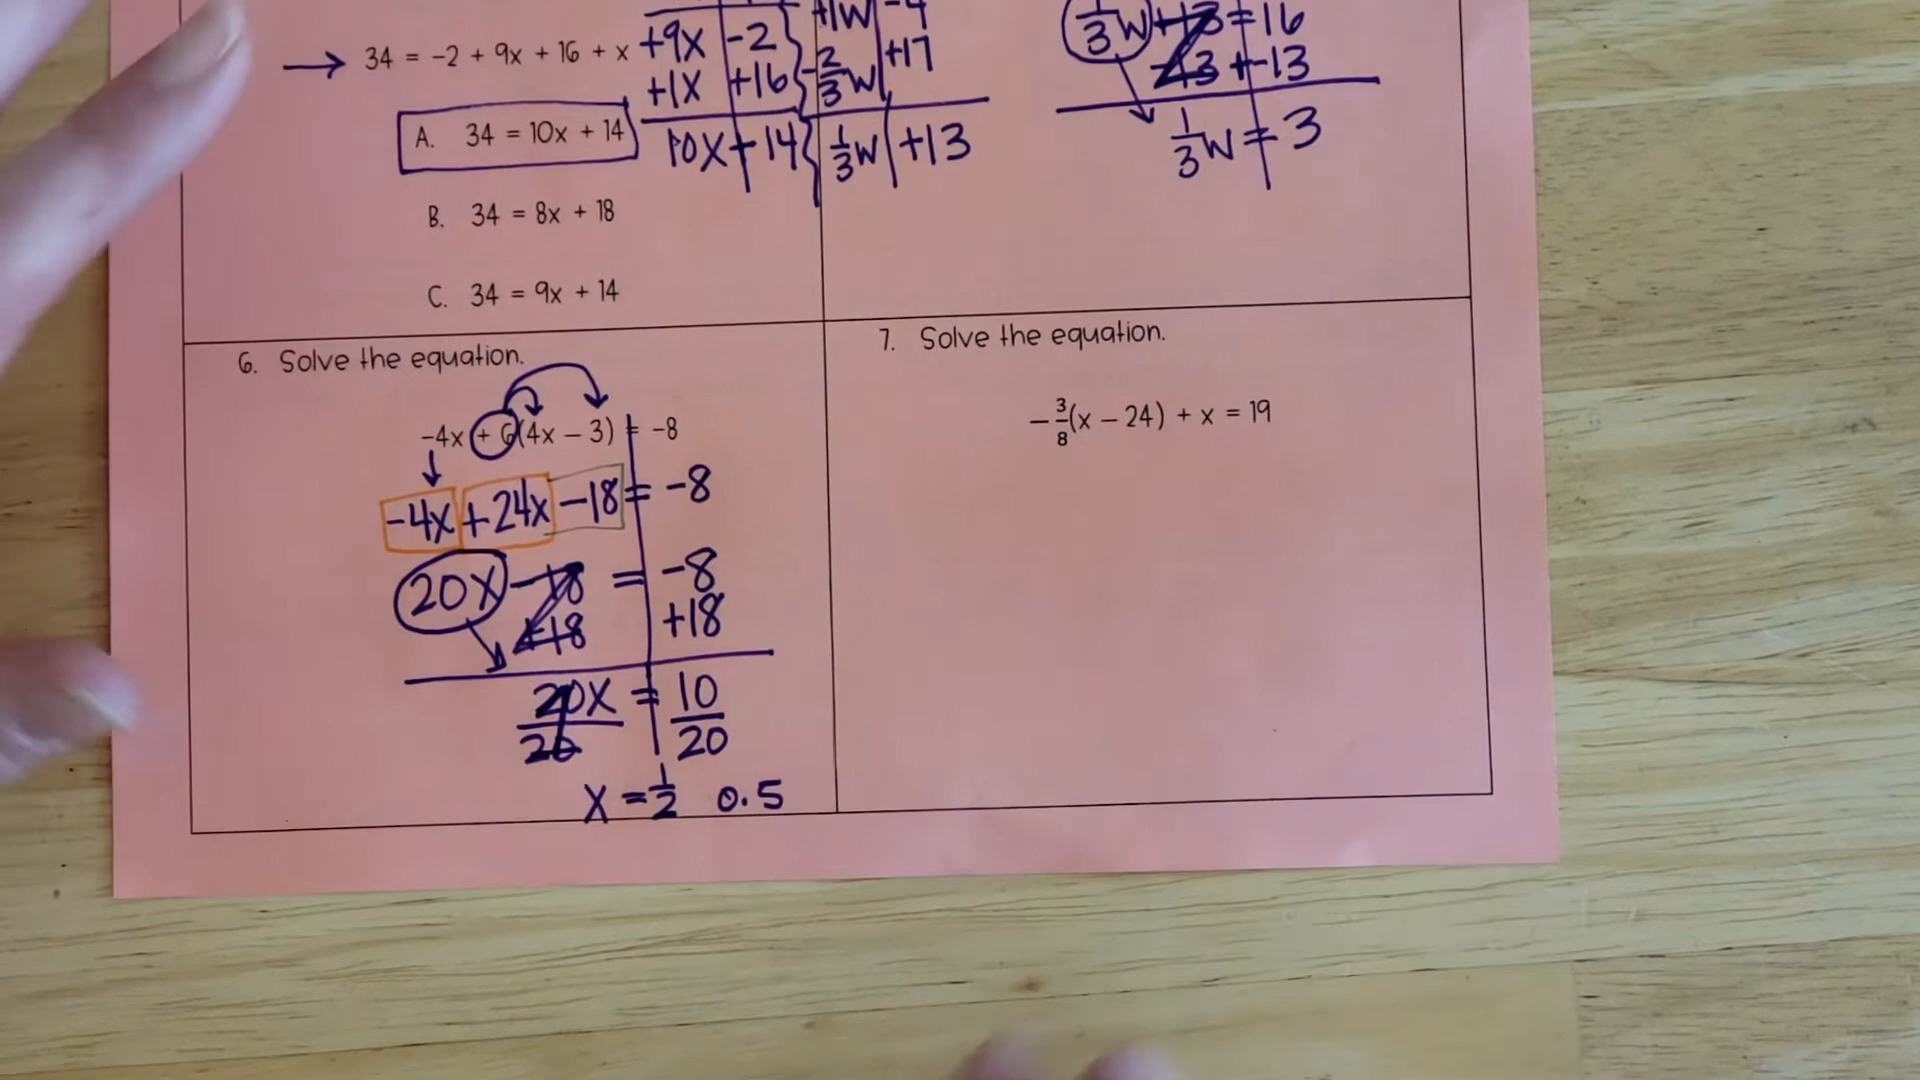 34 = -2 + 9x + 16 + x
+9x -2
+1x +16
10x + 14
+1w -4
-2/3w +17
1/3w +13
A. 34 = 10x + 14
B. 34 = 8x + 18
C. 34 = 9x + 14
1/3w +13 = 16
-13 -13
1/3w = 3
6. Solve the equation.
-4x + 6(4x - 3) = -8
-4x +24x -18 = -8
20x -18 = -8
+18 +18
20x = 10
20 20
x = 1/2 0.5
7. Solve the equation.
-3/8(x - 24) + x = 19